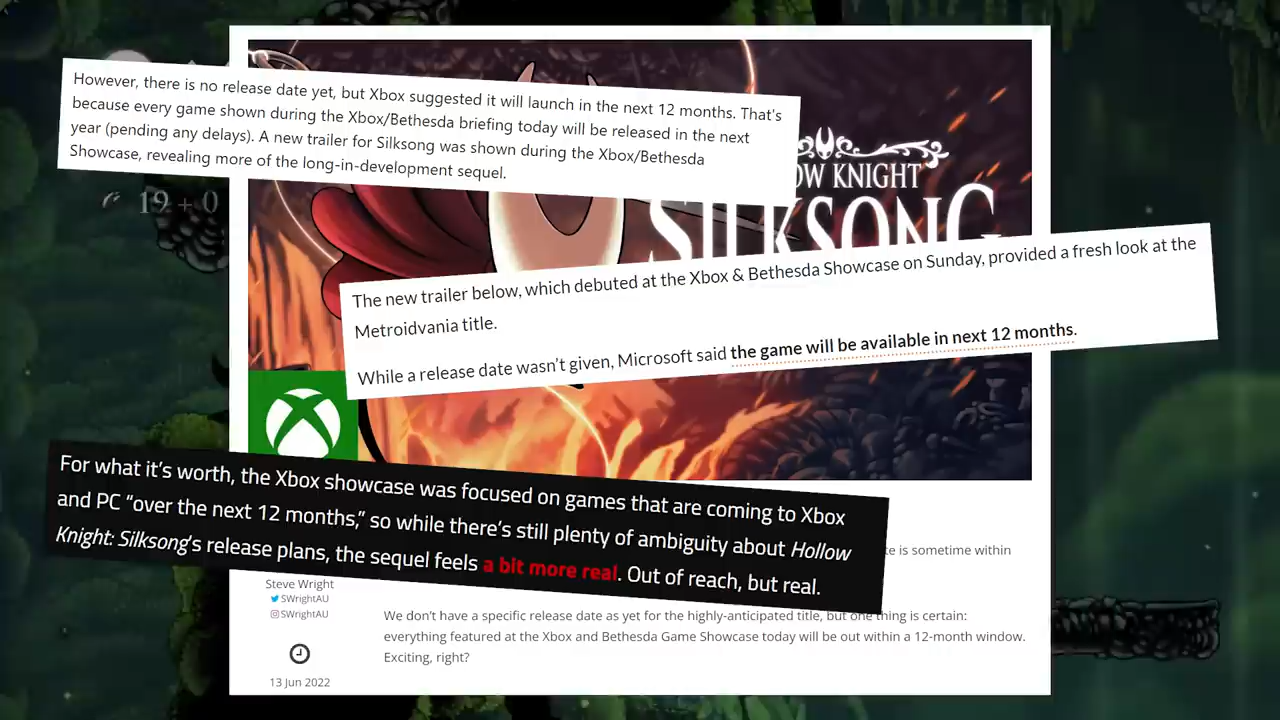 However, there is no release date yet, but Xbox suggested it will launch in the next 12 months. That's
because every game shown during the Xbox/Bethesda briefing today will be released in the next
year (pending any delays). A new trailer for Silksong was shown during the Xbox/Bethesda
Showcase, revealing more of the long-in-development sequel.
OW KNIGHT
19 + 0
SILKSONG
The new trailer below, which debuted at the Xbox & Bethesda Showcase on Sunday, provided a fresh look at the
Metroidvania title.
While a release date wasn't given, Microsoft said the game will be available in next 12 months.
For what it's worth, the Xbox showcase was focused on games that are coming to Xbox
and PC “over the next 12 months,” so while there's still plenty of ambiguity about Hollow
Knight: Silksong's release plans, the sequel feels a bit more real. Out of reach, but real.
te is sometime within
Steve Wright
SWrightAU
SWrightAU
We don't have a specific release date as yet for the highly-anticipated title, but one thing is certain:
everything featured at the Xbox and Bethesda Game Showcase today will be out within a 12-month window.
Exciting, right?
13 Jun 2022